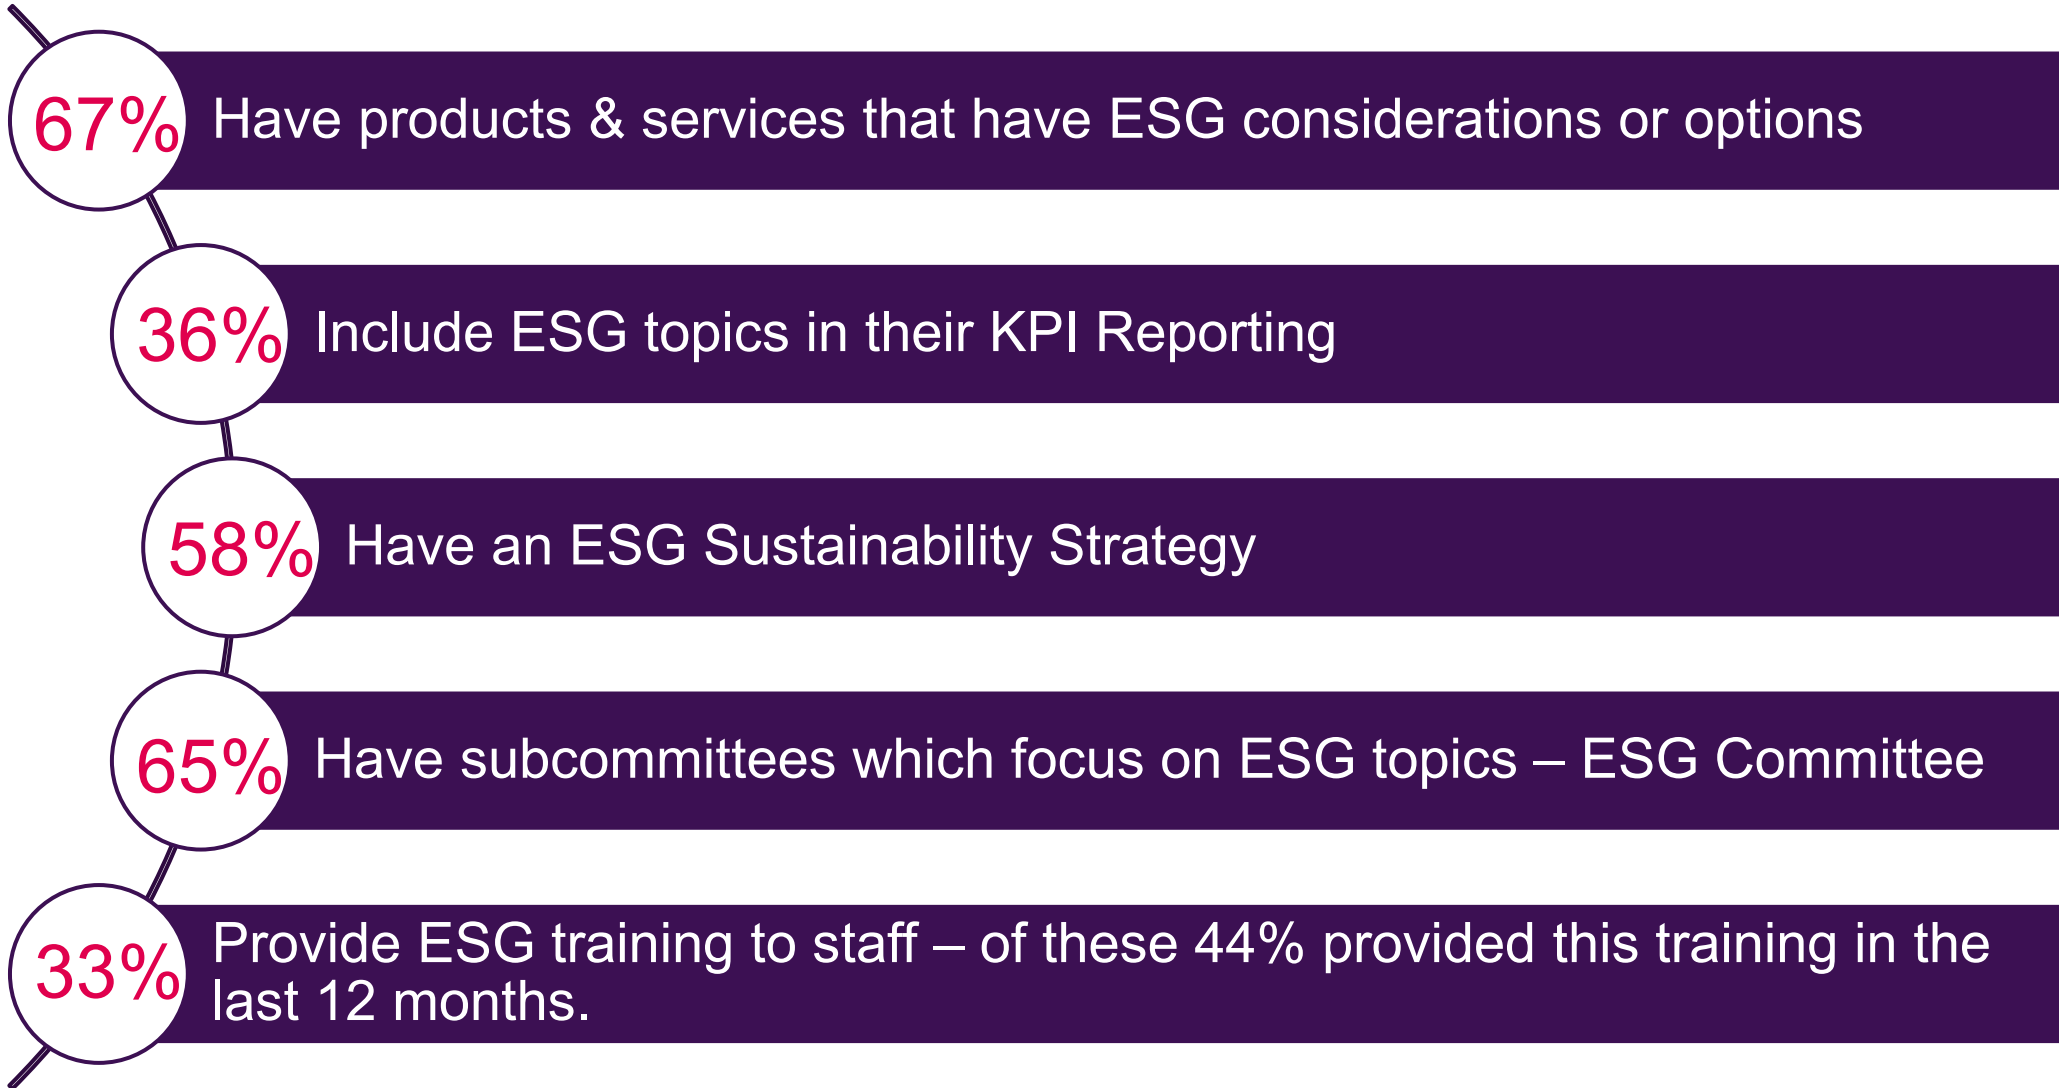 67%
Have products & services that have ESG considerations or options
36%
Include ESG topics in their KPI Reporting
58%
Have an ESG Sustainability Strategy
65%
Have subcommittees which focus on ESG topics – ESG Committee
33%
Provide ESG training to staff – of these 44% provided this training in the
last 12 months.